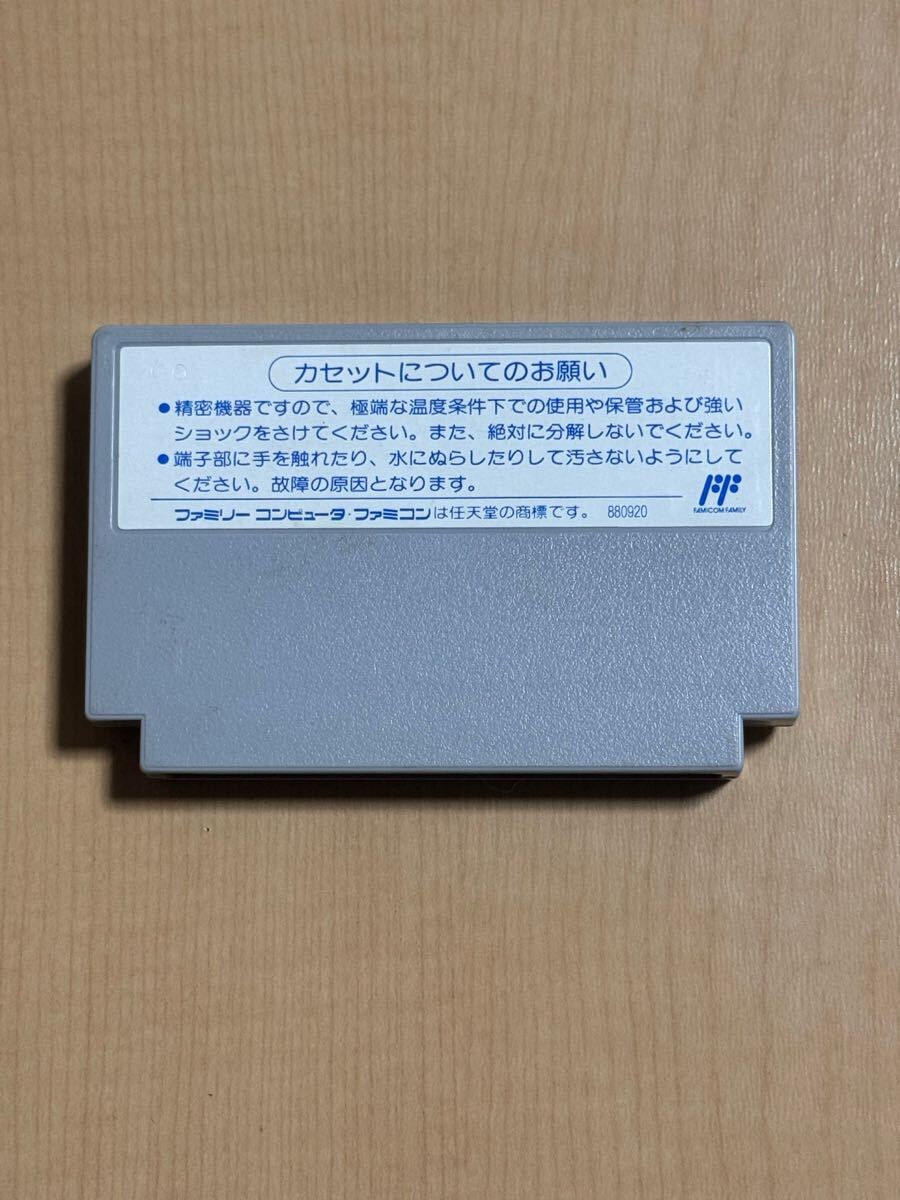 カセットについてのお願い
●精密機器ですので、極端な温度条件下での使用や保管および強い
ショックをさけてください。また、絶対に分解しないでください。
●端子部に手を触れたり、水にぬらしたりして汚さないようにして
ください。故障の原因となります。
FAMICOM FAMILY
ファミリー コンピュータ・ファミコンは任天堂の商標です。 880920